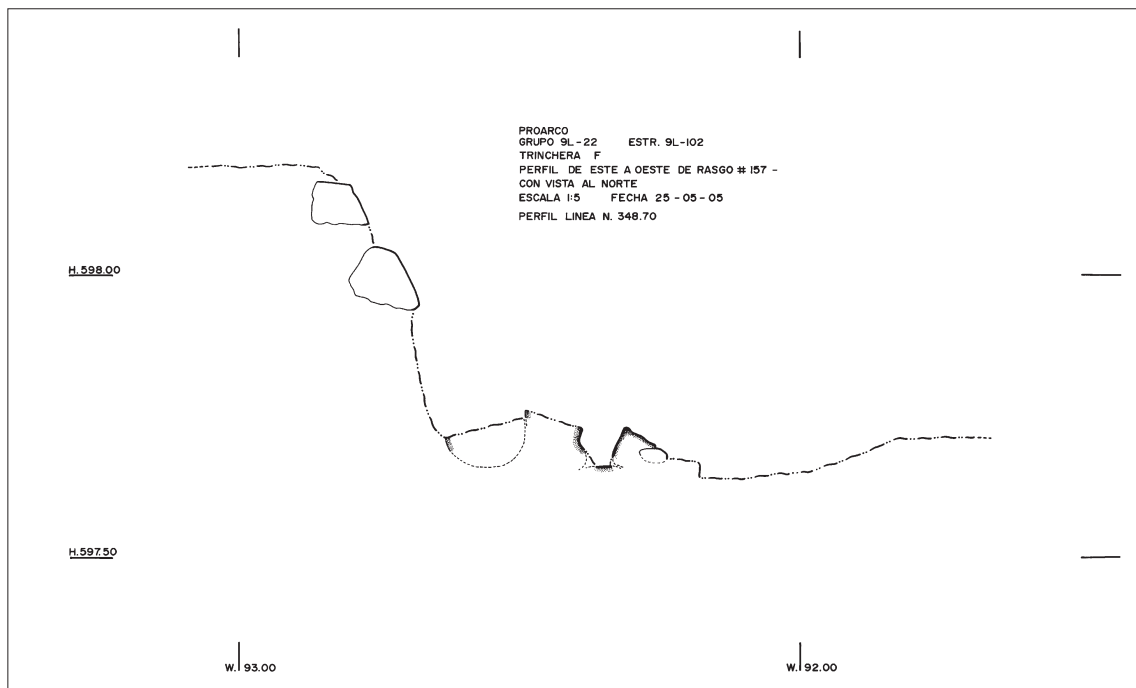 PROARCO
GRUPO 9L-22 ESTR. 9L-102
TRINCHERA F
PERFIL DE ESTE A OESTE DE RASGO # 157 -
CON VISTA AL NORTE
ESCALA 1:5 FECHA 25-05-05
PERFIL LINEA N. 348.70
H.598.00
H.597.50
W. 93.00
W. 92.00